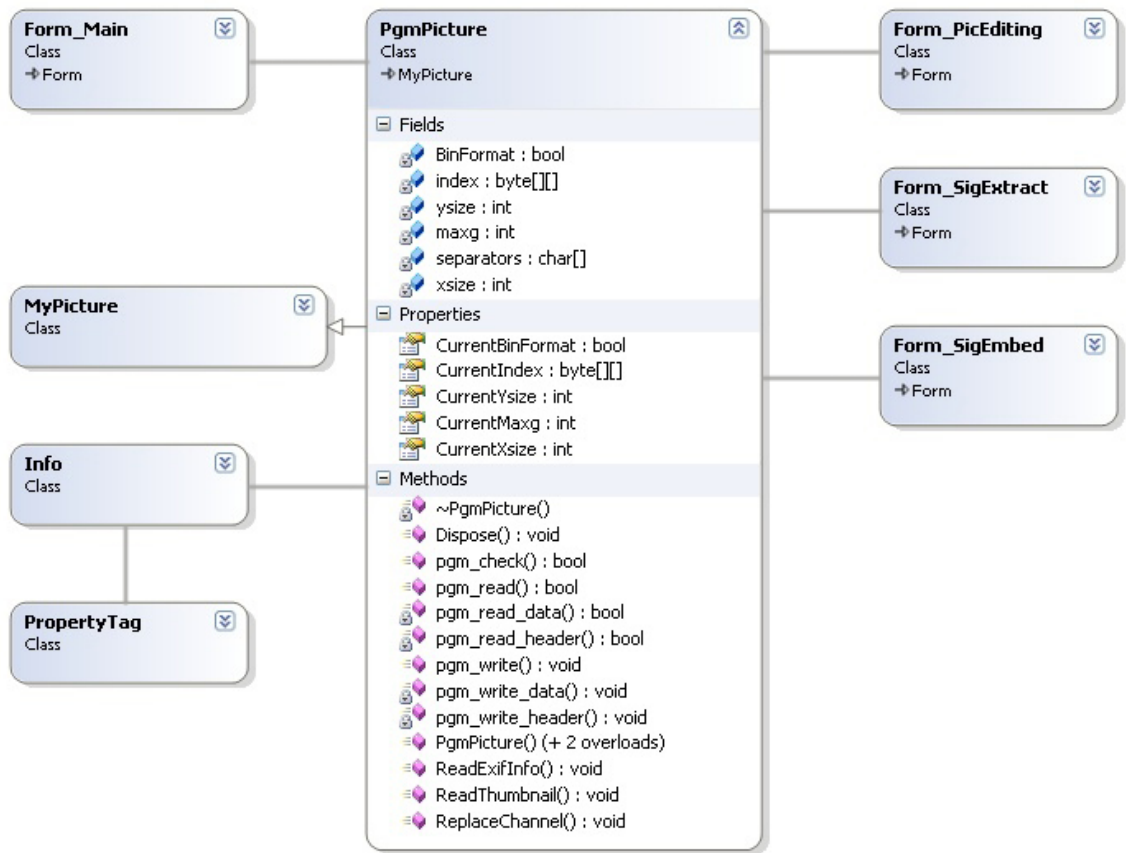 Form_Main
Class
Form
MyPicture
Class
Info
Class
PropertyTag
Class
PgmPicture
Class
MyPicture
Fields
BinFormat : bool
index : byte[][]
ysize : int
maxg : int
separators : char[]
xsize : int
Properties
CurrentBinFormat : bool
CurrentIndex : byte[][]
CurrentYsize : int
CurrentMaxg : int
CurrentXsize : int
Methods
~PgmPicture()
Dispose() : void
pgm_check() : bool
pgm_read() : bool
pgm_read_data() : bool
pgm_read_header() : bool
pgm_write() : void
pgm_write_data() : void
pgm_write_header() : void
PgmPicture() (+ 2 overloads)
ReadExifInfo() : void
ReadThumbnail() : void
ReplaceChannel() : void
Form_PicEditing
Class
Form
Form_SigExtract
Class
Form
Form_SigEmbed
Class
Form